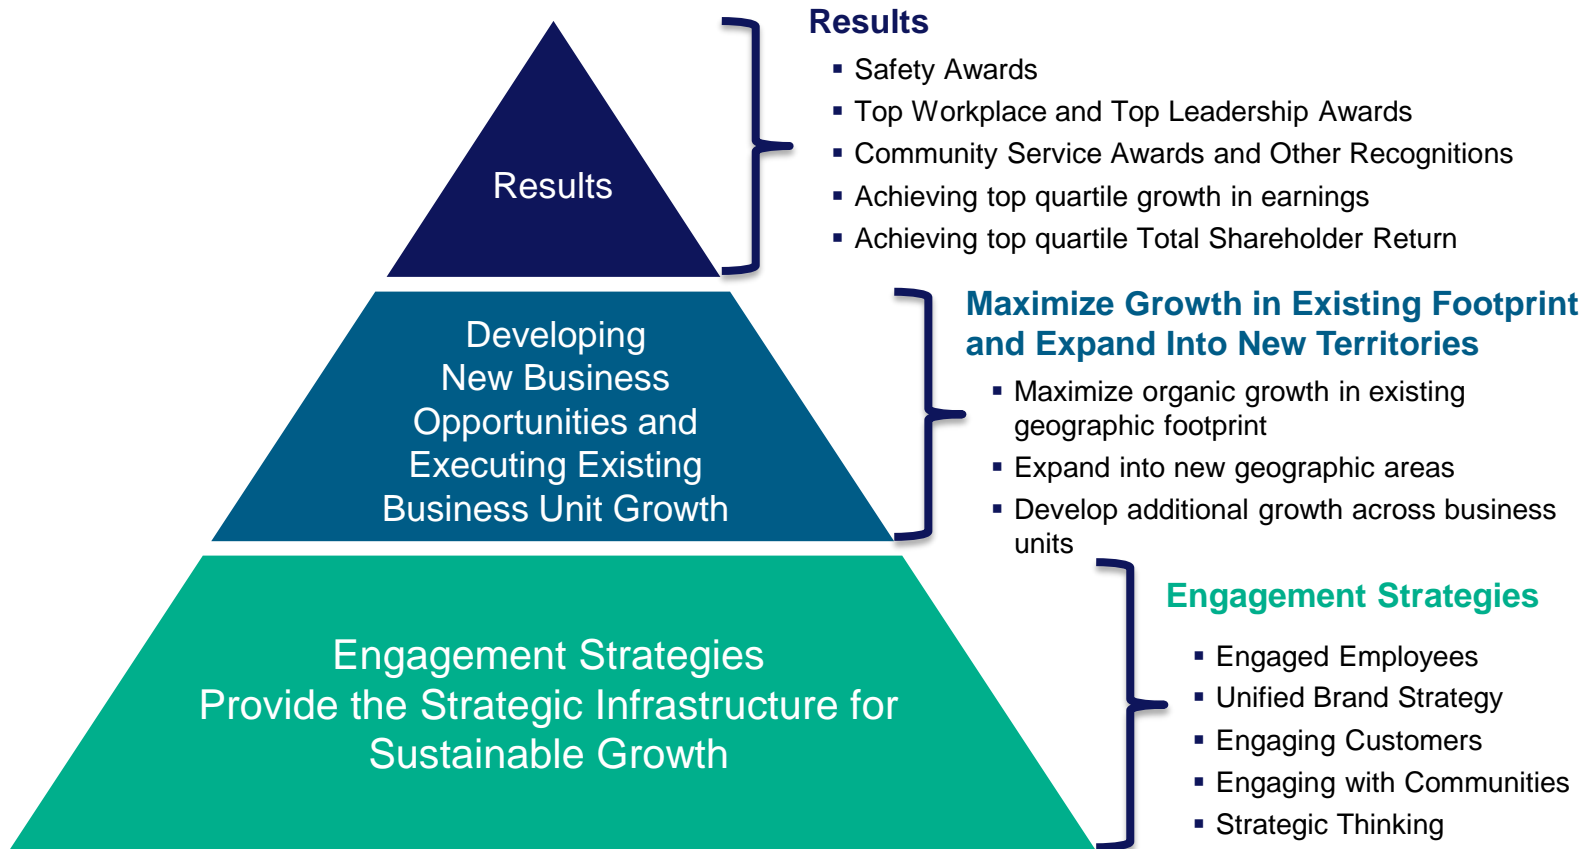 Results
▪ Safety Awards
▪ Top Workplace and Top Leadership Awards
▪ Community Service Awards and Other Recognitions
▪ Achieving top quartile growth in earnings
▪ Achieving top quartile Total Shareholder Return
Results
Maximize Growth in Existing Footprint
and Expand Into New Territories
▪ Maximize organic growth in existing
geographic footprint
▪ Expand into new geographic areas
▪ Develop additional growth across business
units
Developing
New Business
Opportunities and
Executing Existing
Business Unit Growth
Engagement Strategies
▪ Engaged Employees
▪ Unified Brand Strategy
▪ Engaging Customers
▪ Engaging with Communities
▪ Strategic Thinking
Engagement Strategies
Provide the Strategic Infrastructure for
Sustainable Growth